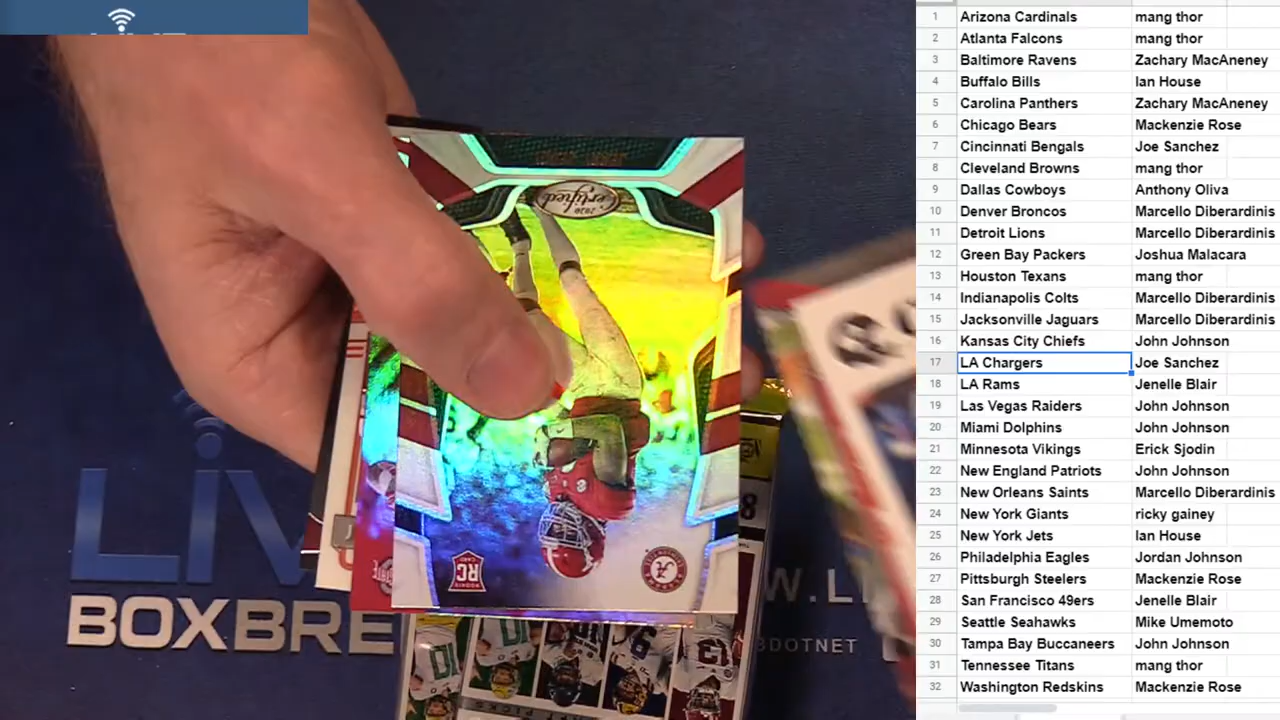 1 Arizona Cardinals mang thor
2 Atlanta Falcons mang thor
3 Baltimore Ravens Zachary MacAneney
4 Buffalo Bills Ian House
5 Carolina Panthers Zachary MacAneney
6 Chicago Bears Mackenzie Rose
7 Cincinnati Bengals Joe Sanchez
8 Cleveland Browns mang thor
9 Dallas Cowboys Anthony Oliva
10 Denver Broncos Marcello Diberardinis
11 Detroit Lions Marcello Diberardinis
12 Green Bay Packers Joshua Malacara
13 Houston Texans mang thor
14 Indianapolis Colts Marcello Diberardinis
15 Jacksonville Jaguars Marcello Diberardinis
16 Kansas City Chiefs John Johnson
17 LA Chargers Joe Sanchez
18 LA Rams Jenelle Blair
19 Las Vegas Raiders John Johnson
20 Miami Dolphins John Johnson
21 Minnesota Vikings Erick Sjodin
22 New England Patriots John Johnson
23 New Orleans Saints Marcello Diberardinis
24 New York Giants ricky gainey
25 New York Jets Ian House
26 Philadelphia Eagles Jordan Johnson
27 Pittsburgh Steelers Mackenzie Rose
28 San Francisco 49ers Jenelle Blair
29 Seattle Seahawks Mike Umemoto
30 Tampa Bay Buccaneers John Johnson
31 Tennessee Titans mang thor
32 Washington Redskins Mackenzie Rose
2020
Certified
ROOKIE
RC
CARD
LIV
BOXBRE
W.LI
BDOTNET
8